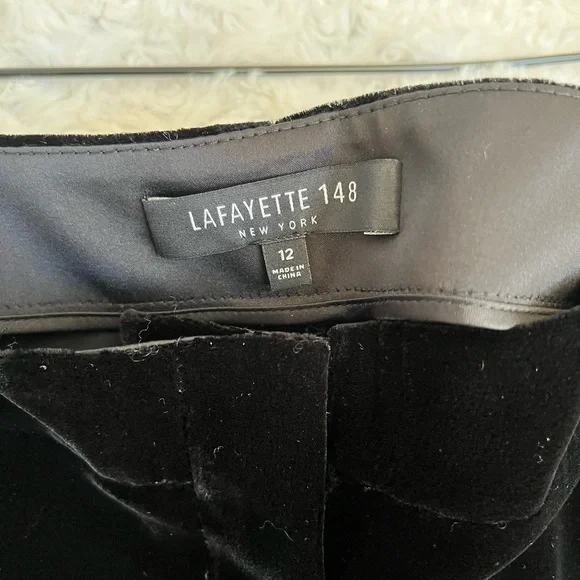 LAFAYETTE 148
NEW YORK
12
MADE IN
CHINA